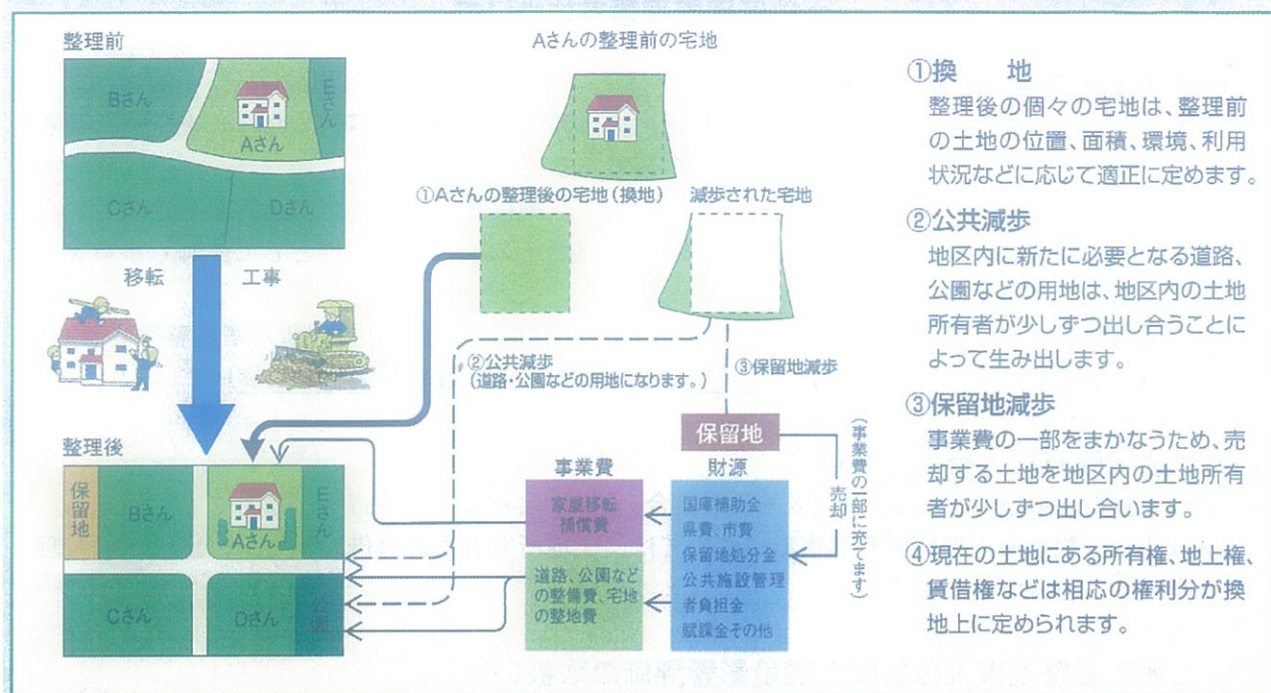 整理前
Bさん
Aさん
Eさん
Cさん
Dさん
移転
工事
整理後
保留地
Bさん
Aさん
Eさん
Cさん
Dさん
公園
Aさんの整理前の宅地
①Aさんの整理後の宅地(換地)
減歩された宅地
②公共減歩
(道路・公園などの用地になります。)
③保留地減歩
保留地
売却
(事業費の一部に充てます)
事業費
家屋移転
補償費
道路、公園など
の整備費、宅地
の整地費
財源
国庫補助金
県費、市費
保留地処分金
公共施設管理
者負担金
賦課金その他
①換 地
整理後の個々の宅地は、整理前
の土地の位置、面積、環境、利用
状況などに応じて適正に定めます。
②公共減歩
地区内に新たに必要となる道路、
公園などの用地は、地区内の土地
所有者が少しずつ出し合うことに
よって生み出します。
③保留地減歩
事業費の一部をまかなうため、売
却する土地を地区内の土地所有
者が少しずつ出し合います。
④現在の土地にある所有権、地上権、
賃借権などは相応の権利分が換
地上に定められます。